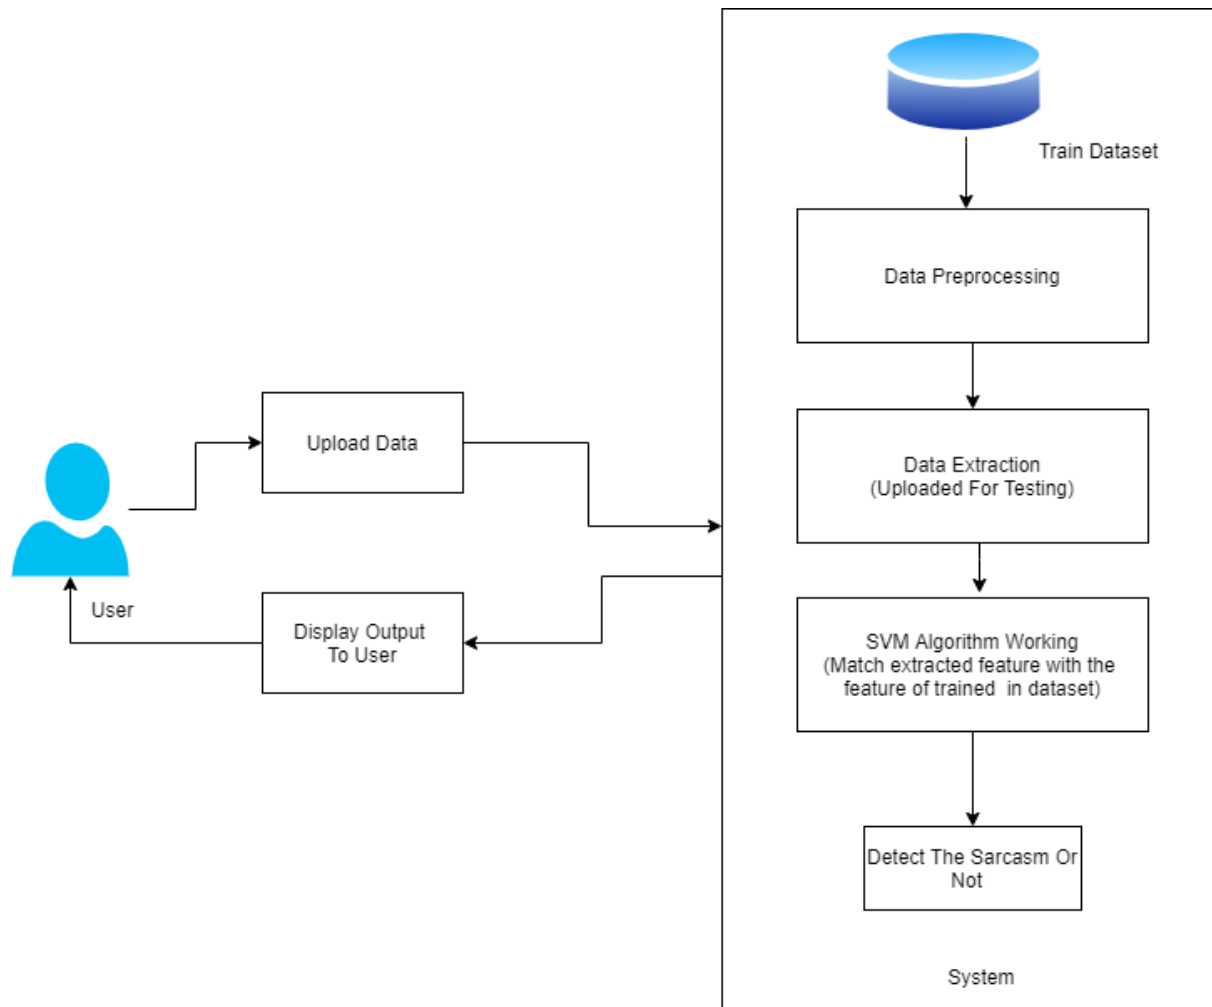 Train Dataset
Data Preprocessing
Upload Data
Data Extraction
(Uploaded For Testing)
User
Display Output
To User
SVM Algorithm Working
(Match extracted feature with the
feature of trained  in dataset)
Detect The Sarcasm Or
Not
System